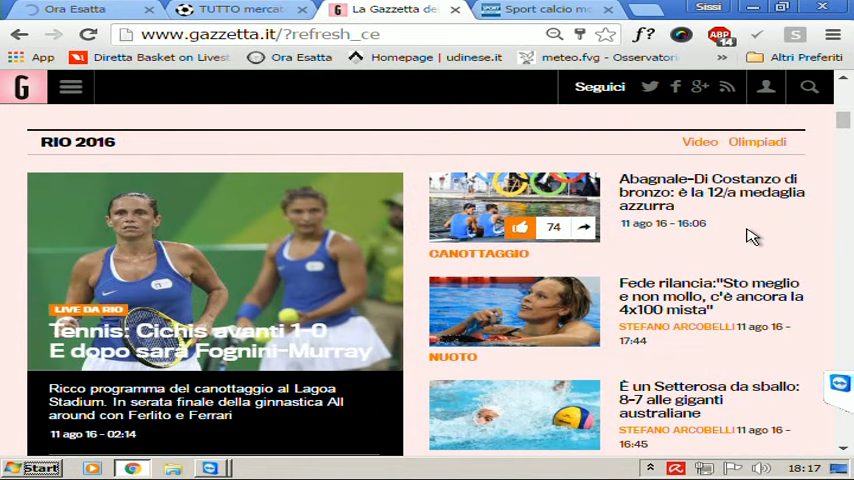 Ora Esatta
TUTTO mercat
La Gazzetta de
Sport calcio mo
Sissi
www.gazzetta.it/?refresh_ce
f?
ABP
14
S
App
Diretta Basket on Livest
Ora Esatta
Homepage | udinese.it
meteo.fvg - Arpa - Oss
»
Altri Preferiti
G
Seguici
RIO 2016
Video Olimpiadi
LIVE DA RIO
Tennis: Cichis avanti 1-0
E dopo sarà Fognini-Murray
Ricco programma del canottaggio al Lagoa
Stadium. In serata finale della ginnastica All
around con Ferlito e Ferrari
11 ago 16 - 02:14
74
CANOTTAGGIO
Abagnale-Di Costanzo di
bronzo: è la 12/a medaglia
azzurra
11 ago 16 - 16:06
NUOTO
Fede rilancia:"Sto meglio
e non mollo, c'è ancora la
4x100 mista"
STEFANO ARCOBELLI 11 ago 16 -
17:44
È un Setterosa da sballo:
8-7 alle giganti
australiane
STEFANO ARCOBELLI 11 ago 16 -
16:45
Start
18:17